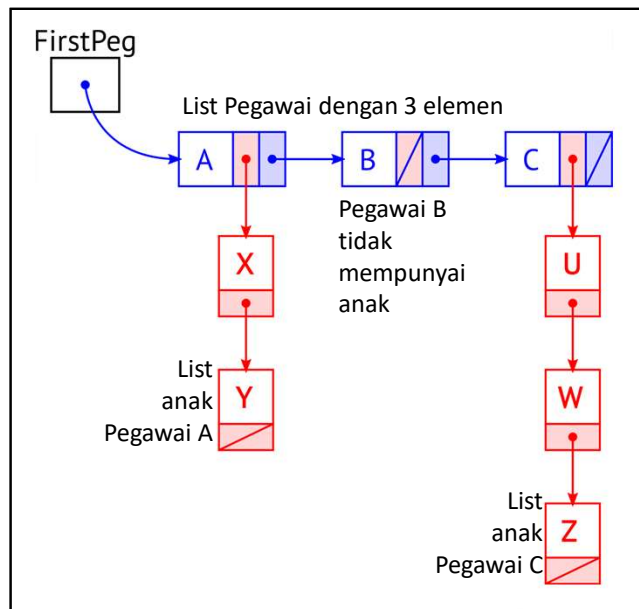 FirstPeg
List Pegawai dengan 3 elemen
A
B
C
Pegawai B
tidak
mempunyai
anak
X
U
List
anak
Pegawai A
Y
W
List
anak
Pegawai C
Z